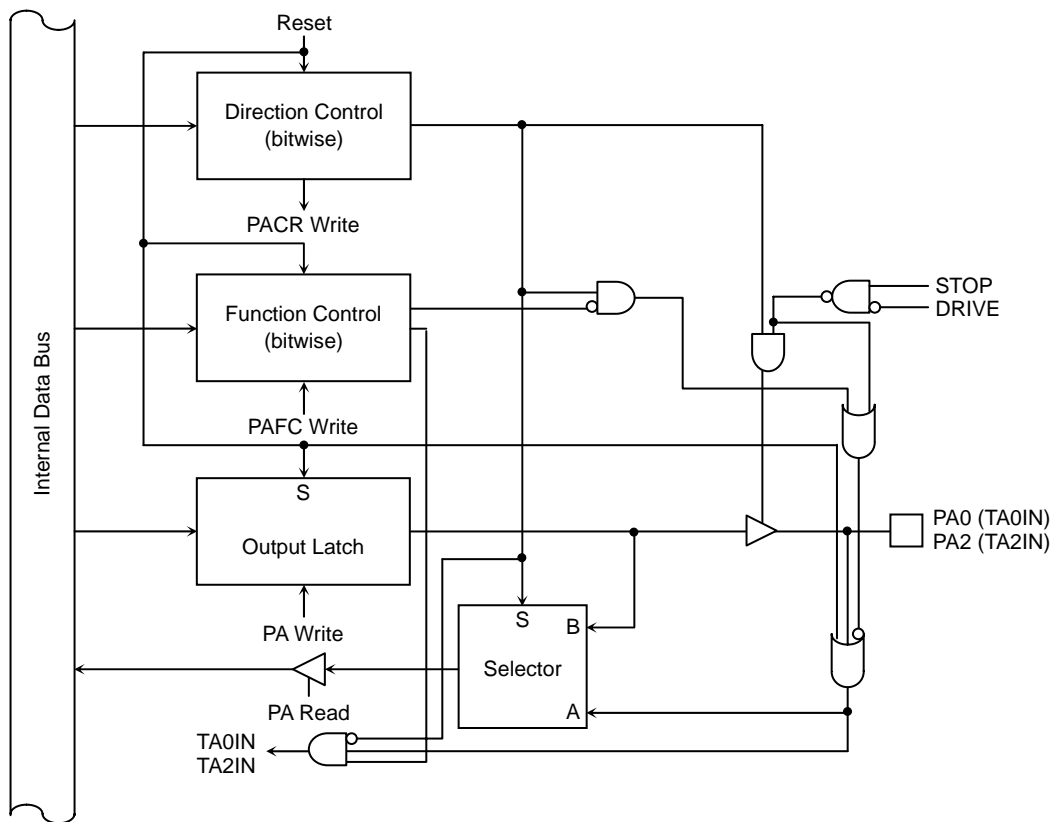 Reset
Direction Control
(bitwise)
PACR Write
Function Control
(bitwise)
STOP
DRIVE
Internal Data Bus
PAFC Write
S
Output Latch
PA0 (TA0IN)
PA2 (TA2IN)
PA Write
S
B
Selector
A
PA Read
TA0IN
TA2IN